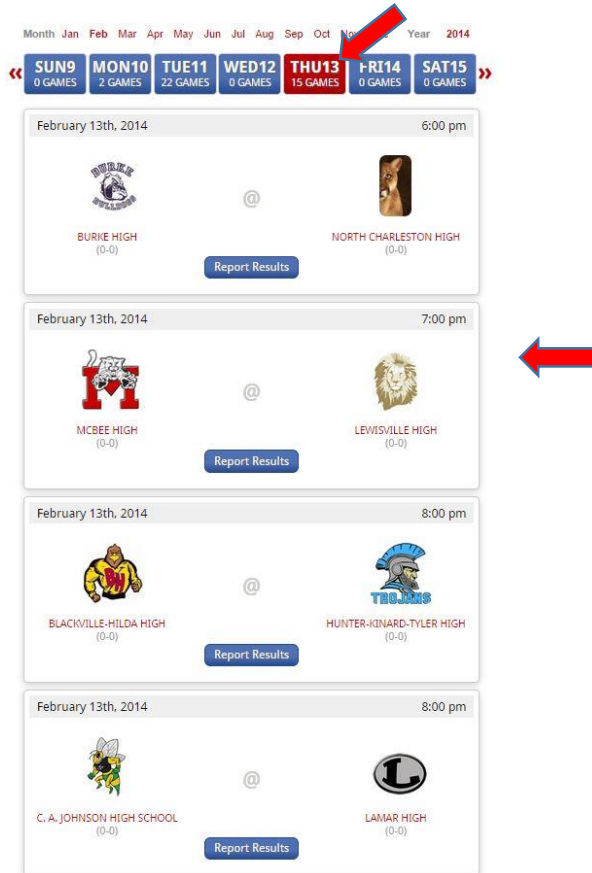 Month Jan Feb Mar Apr May Jun Jul Aug Sep Oct Year 2014
« SUN9 MON10 TUE11 WED12 THU13 FRI14 SAT15 »
0 GAMES 2 GAMES 22 GAMES 0 GAMES 15 GAMES 0 GAMES 0 GAMES
February 13th, 2014 6:00 pm
BURKE
BULLDOGS
@
BURKE HIGH NORTH CHARLESTON HIGH
(0-0) (0-0)
Report Results
February 13th, 2014 7:00 pm
M
@
MCBEE HIGH LEWISVILLE HIGH
(0-0) (0-0)
Report Results
February 13th, 2014 8:00 pm
BH
@
TROJANS
BLACKVILLE-HILDA HIGH HUNTER-KINARD-TYLER HIGH
(0-0) (0-0)
Report Results
February 13th, 2014 8:00 pm
@ L
C. A. JOHNSON HIGH SCHOOL LAMAR HIGH
(0-0) (0-0)
Report Results